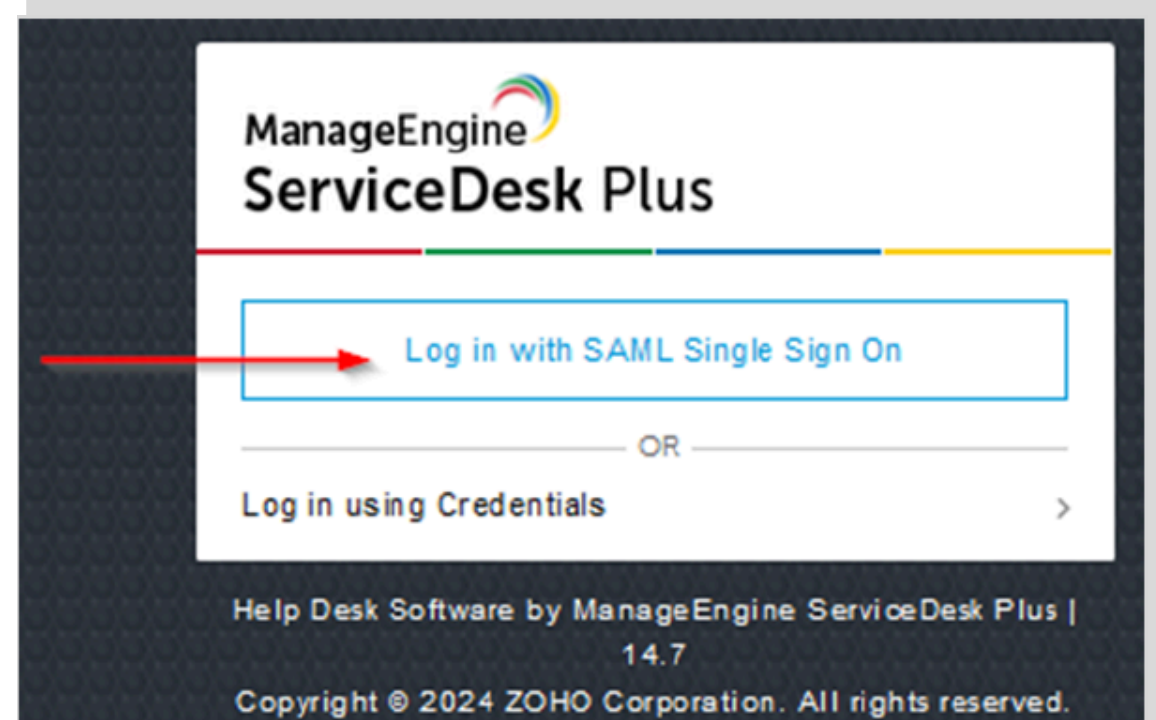 ManageEngine
ServiceDesk Plus
Log in with SAML Single Sign On
OR
Log in using Credentials
Help Desk Software by ManageEngine ServiceDesk Plus |
14.7
Copyright © 2024 ZOHO Corporation. All rights reserved.